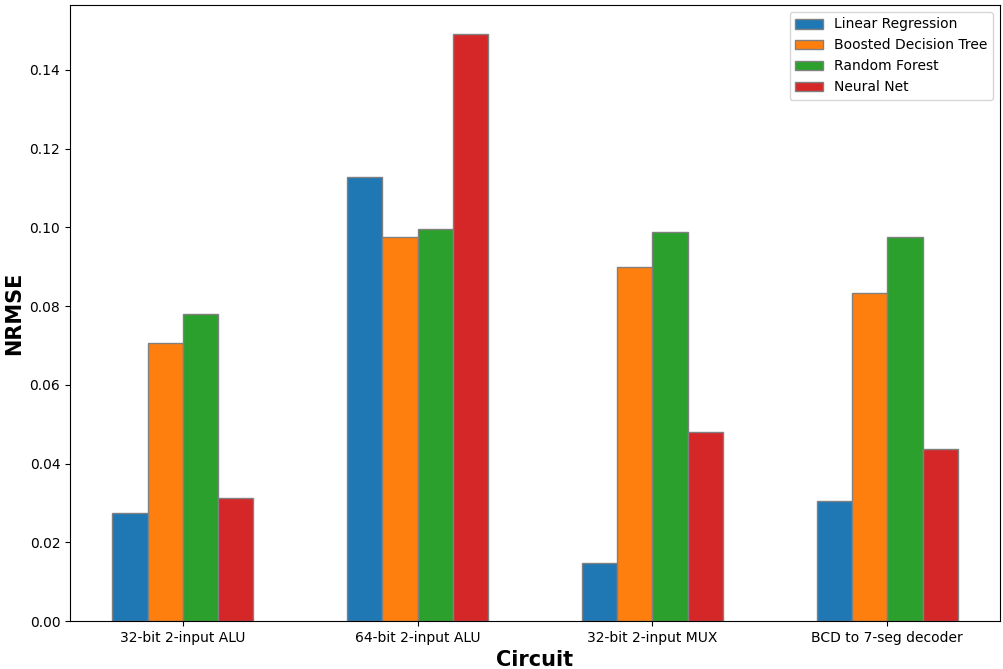 Linear Regression
Boosted Decision Tree
Random Forest
Neural Net
NRMSE
0.14
0.12
0.10
0.08
0.06
0.04
0.02
0.00
32-bit 2-input ALU
64-bit 2-input ALU
32-bit 2-input MUX
BCD to 7-seg decoder
Circuit